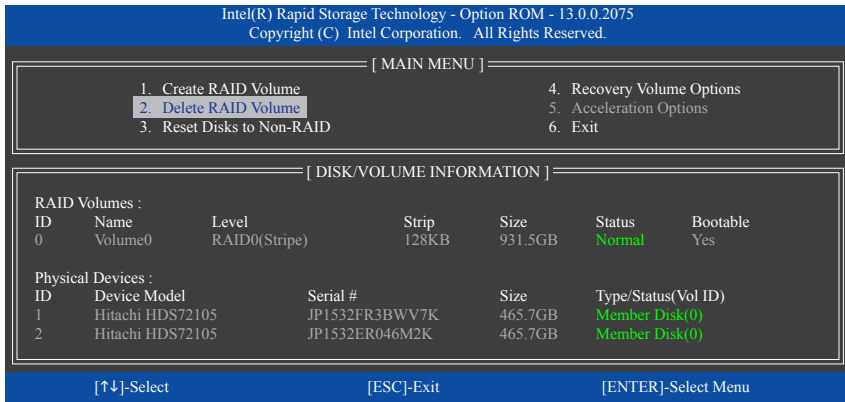 Intel(R) Rapid Storage Technology - Option ROM - 13.0.0.2075
Copyright (C) Intel Corporation. All Rights Reserved.
[ MAIN MENU ]
1. Create RAID Volume
2. Delete RAID Volume
3. Reset Disks to Non-RAID
4. Recovery Volume Options
5. Acceleration Options
6. Exit
[ DISK/VOLUME INFORMATION ]
RAID Volumes :
ID Name Level Strip Size Status Bootable
0 Volume0 RAID0(Stripe) 128KB 931.5GB Normal Yes
Physical Devices :
ID Device Model Serial # Size Type/Status(Vol ID)
1 Hitachi HDS72105 JP1532FR3BWV7K 465.7GB Member Disk(0)
2 Hitachi HDS72105 JP1532ER046M2K 465.7GB Member Disk(0)
[↑↓]-Select [ESC]-Exit [ENTER]-Select Menu